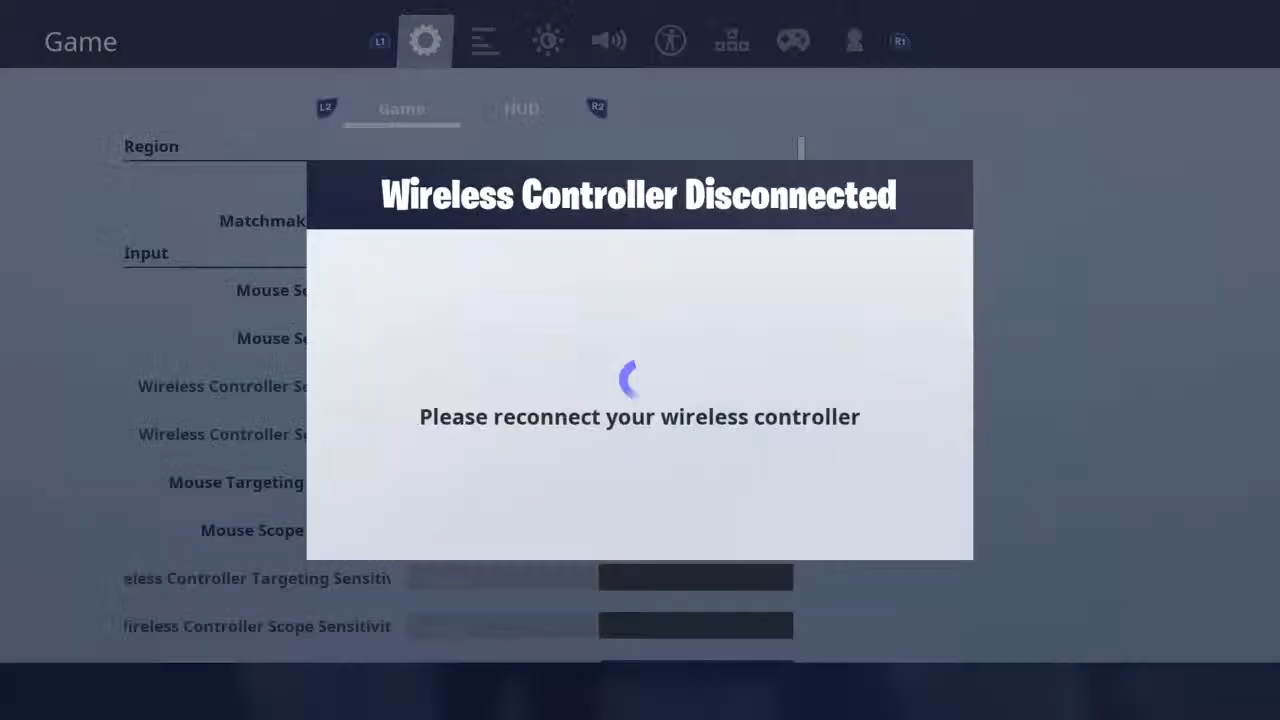 Game
L1
R1
L2
Game
HUD
R2
Region
Wireless Controller Disconnected
Matchmak
Input
Mouse Se
Mouse Se
Wireless Controller Se
Please reconnect your wireless controller
Wireless Controller Se
Mouse Targeting
Mouse Scope
eless Controller Targeting Sensitiv
ireless Controller Scope Sensitivit